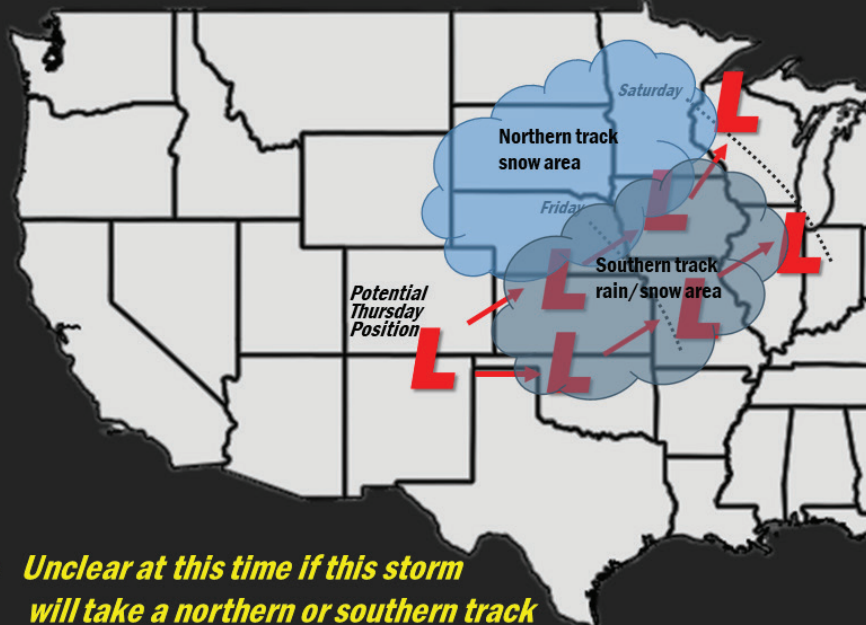 Saturday
L
Northern track
snow area
L
Friday
L
Potential
Thursday
Position
L
Southern track
rain/snow area
L
L
L
Unclear at this time if this storm
will take a northern or southern track